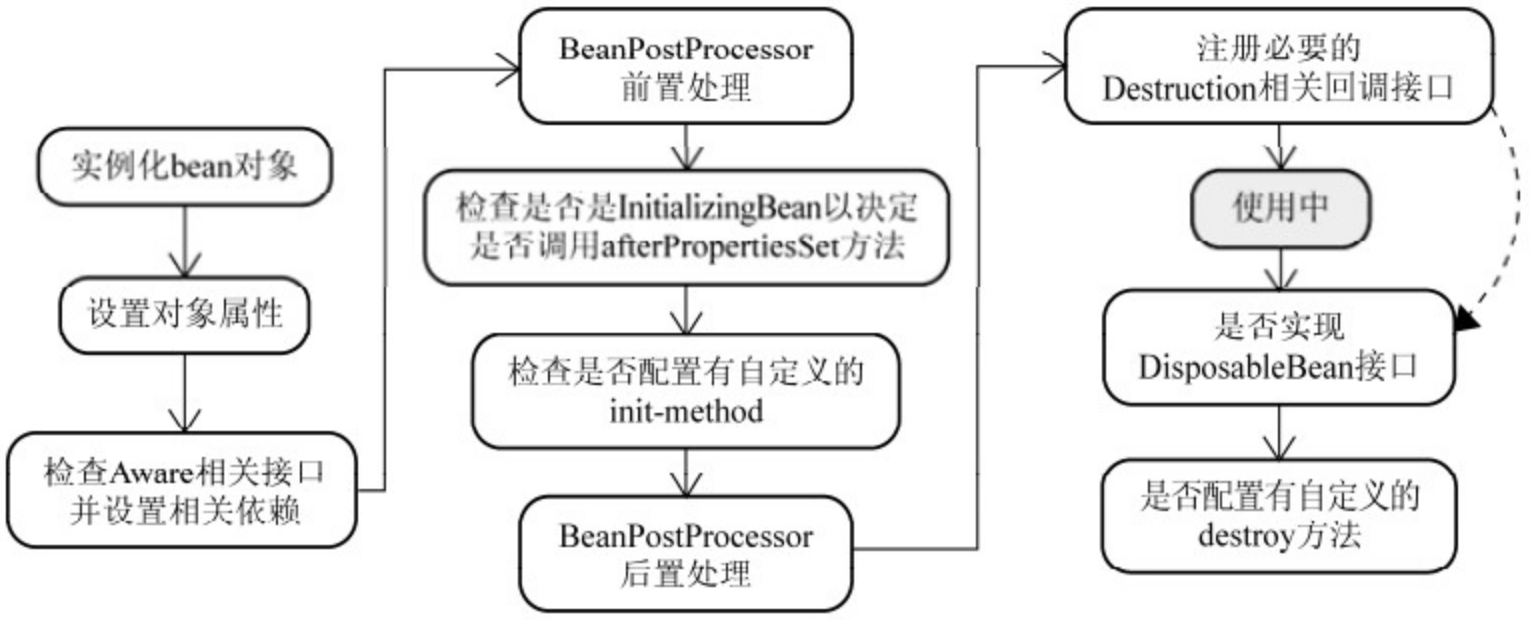 实例化bean对象
设置对象属性
检查Aware相关接口
并设置相关依赖
BeanPostProcessor
前置处理
检查是否是InitializingBean以决定
是否调用afterPropertiesSet方法
检查是否配置有自定义的
init-method
BeanPostProcessor
后置处理
注册必要的
Destruction相关回调接口
使用中
是否实现
DisposableBean接口
是否配置有自定义的
destroy方法